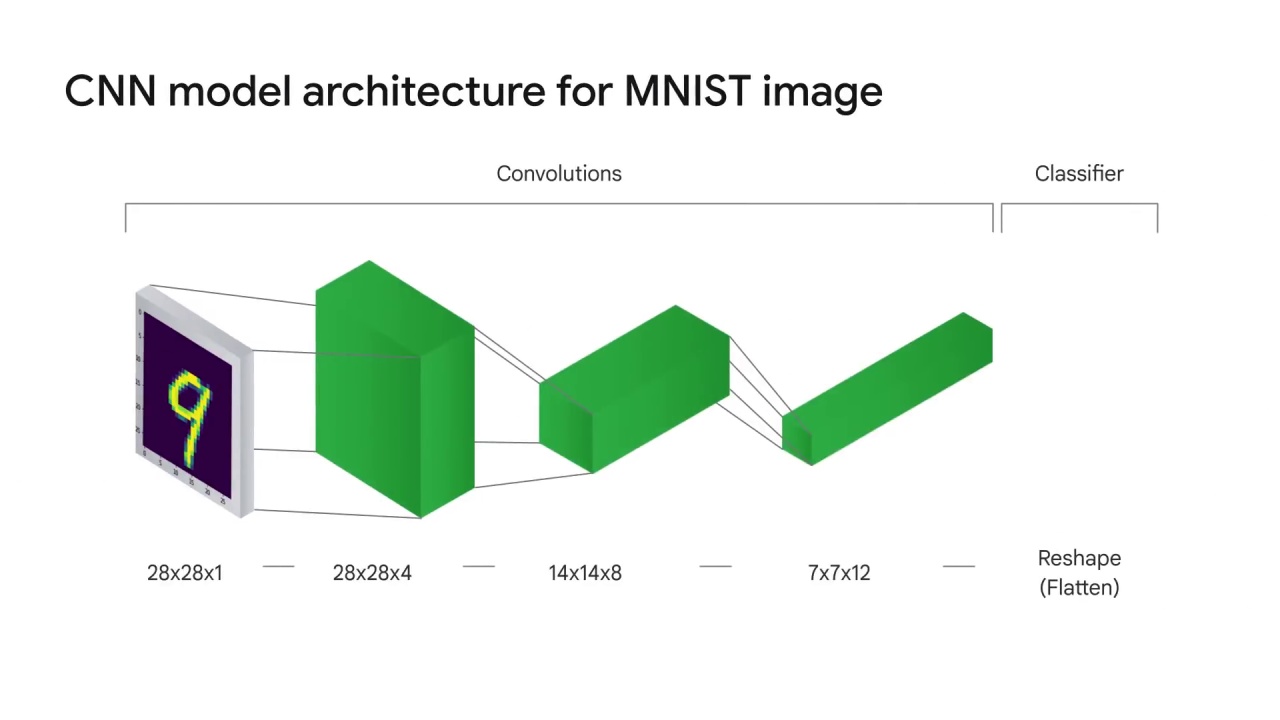 CNN model architecture for MNIST image
Convolutions
Classifier
28x28x1
28x28x4
14x14x8
7x7x12
Reshape
(Flatten)